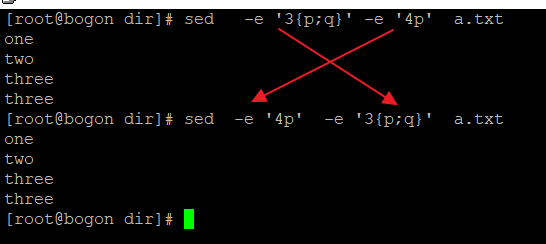 [root@bogon dir]# sed   -e '3{p;q}' -e '4p'  a.txt
one
two
three
three
[root@bogon dir]# sed  -e '4p'  -e '3{p;q}'  a.txt
one
two
three
three
[root@bogon dir]#